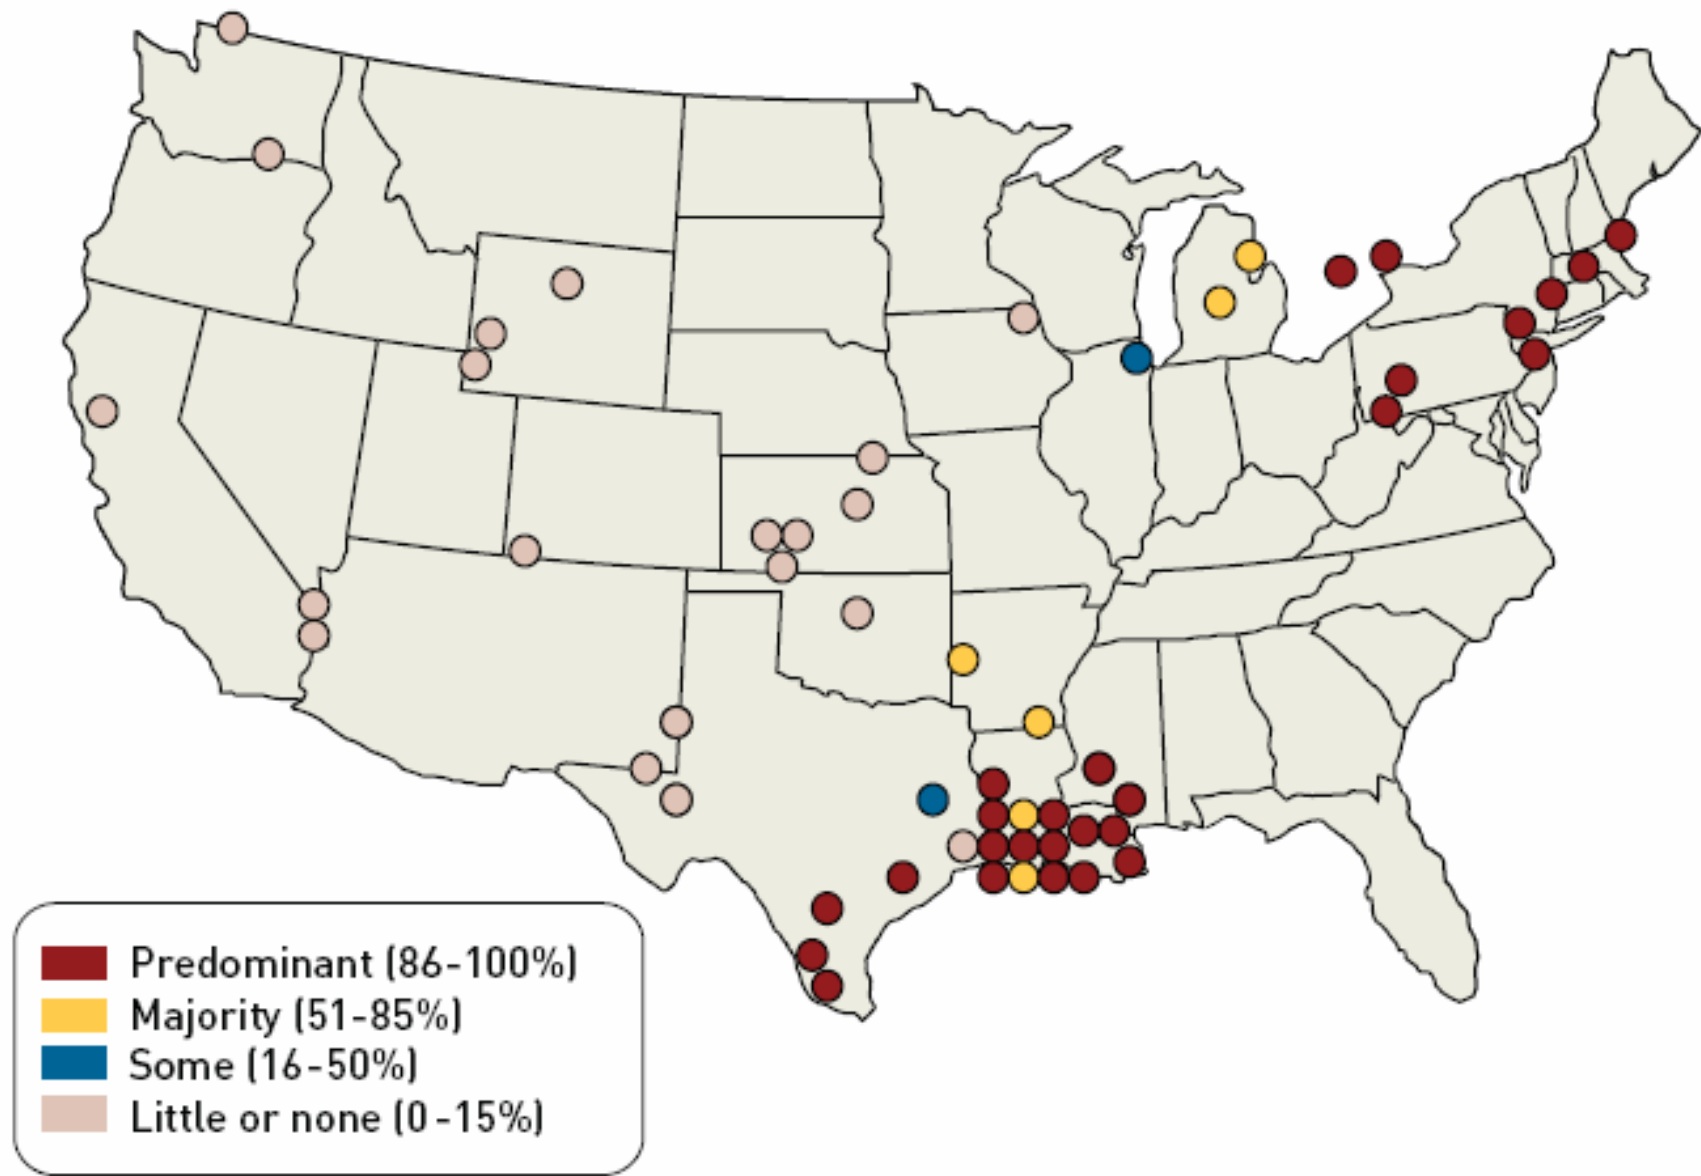 Predominant (86-100%)
Majority (51-85%)
Some (16-50%)
Little or none (0-15%)